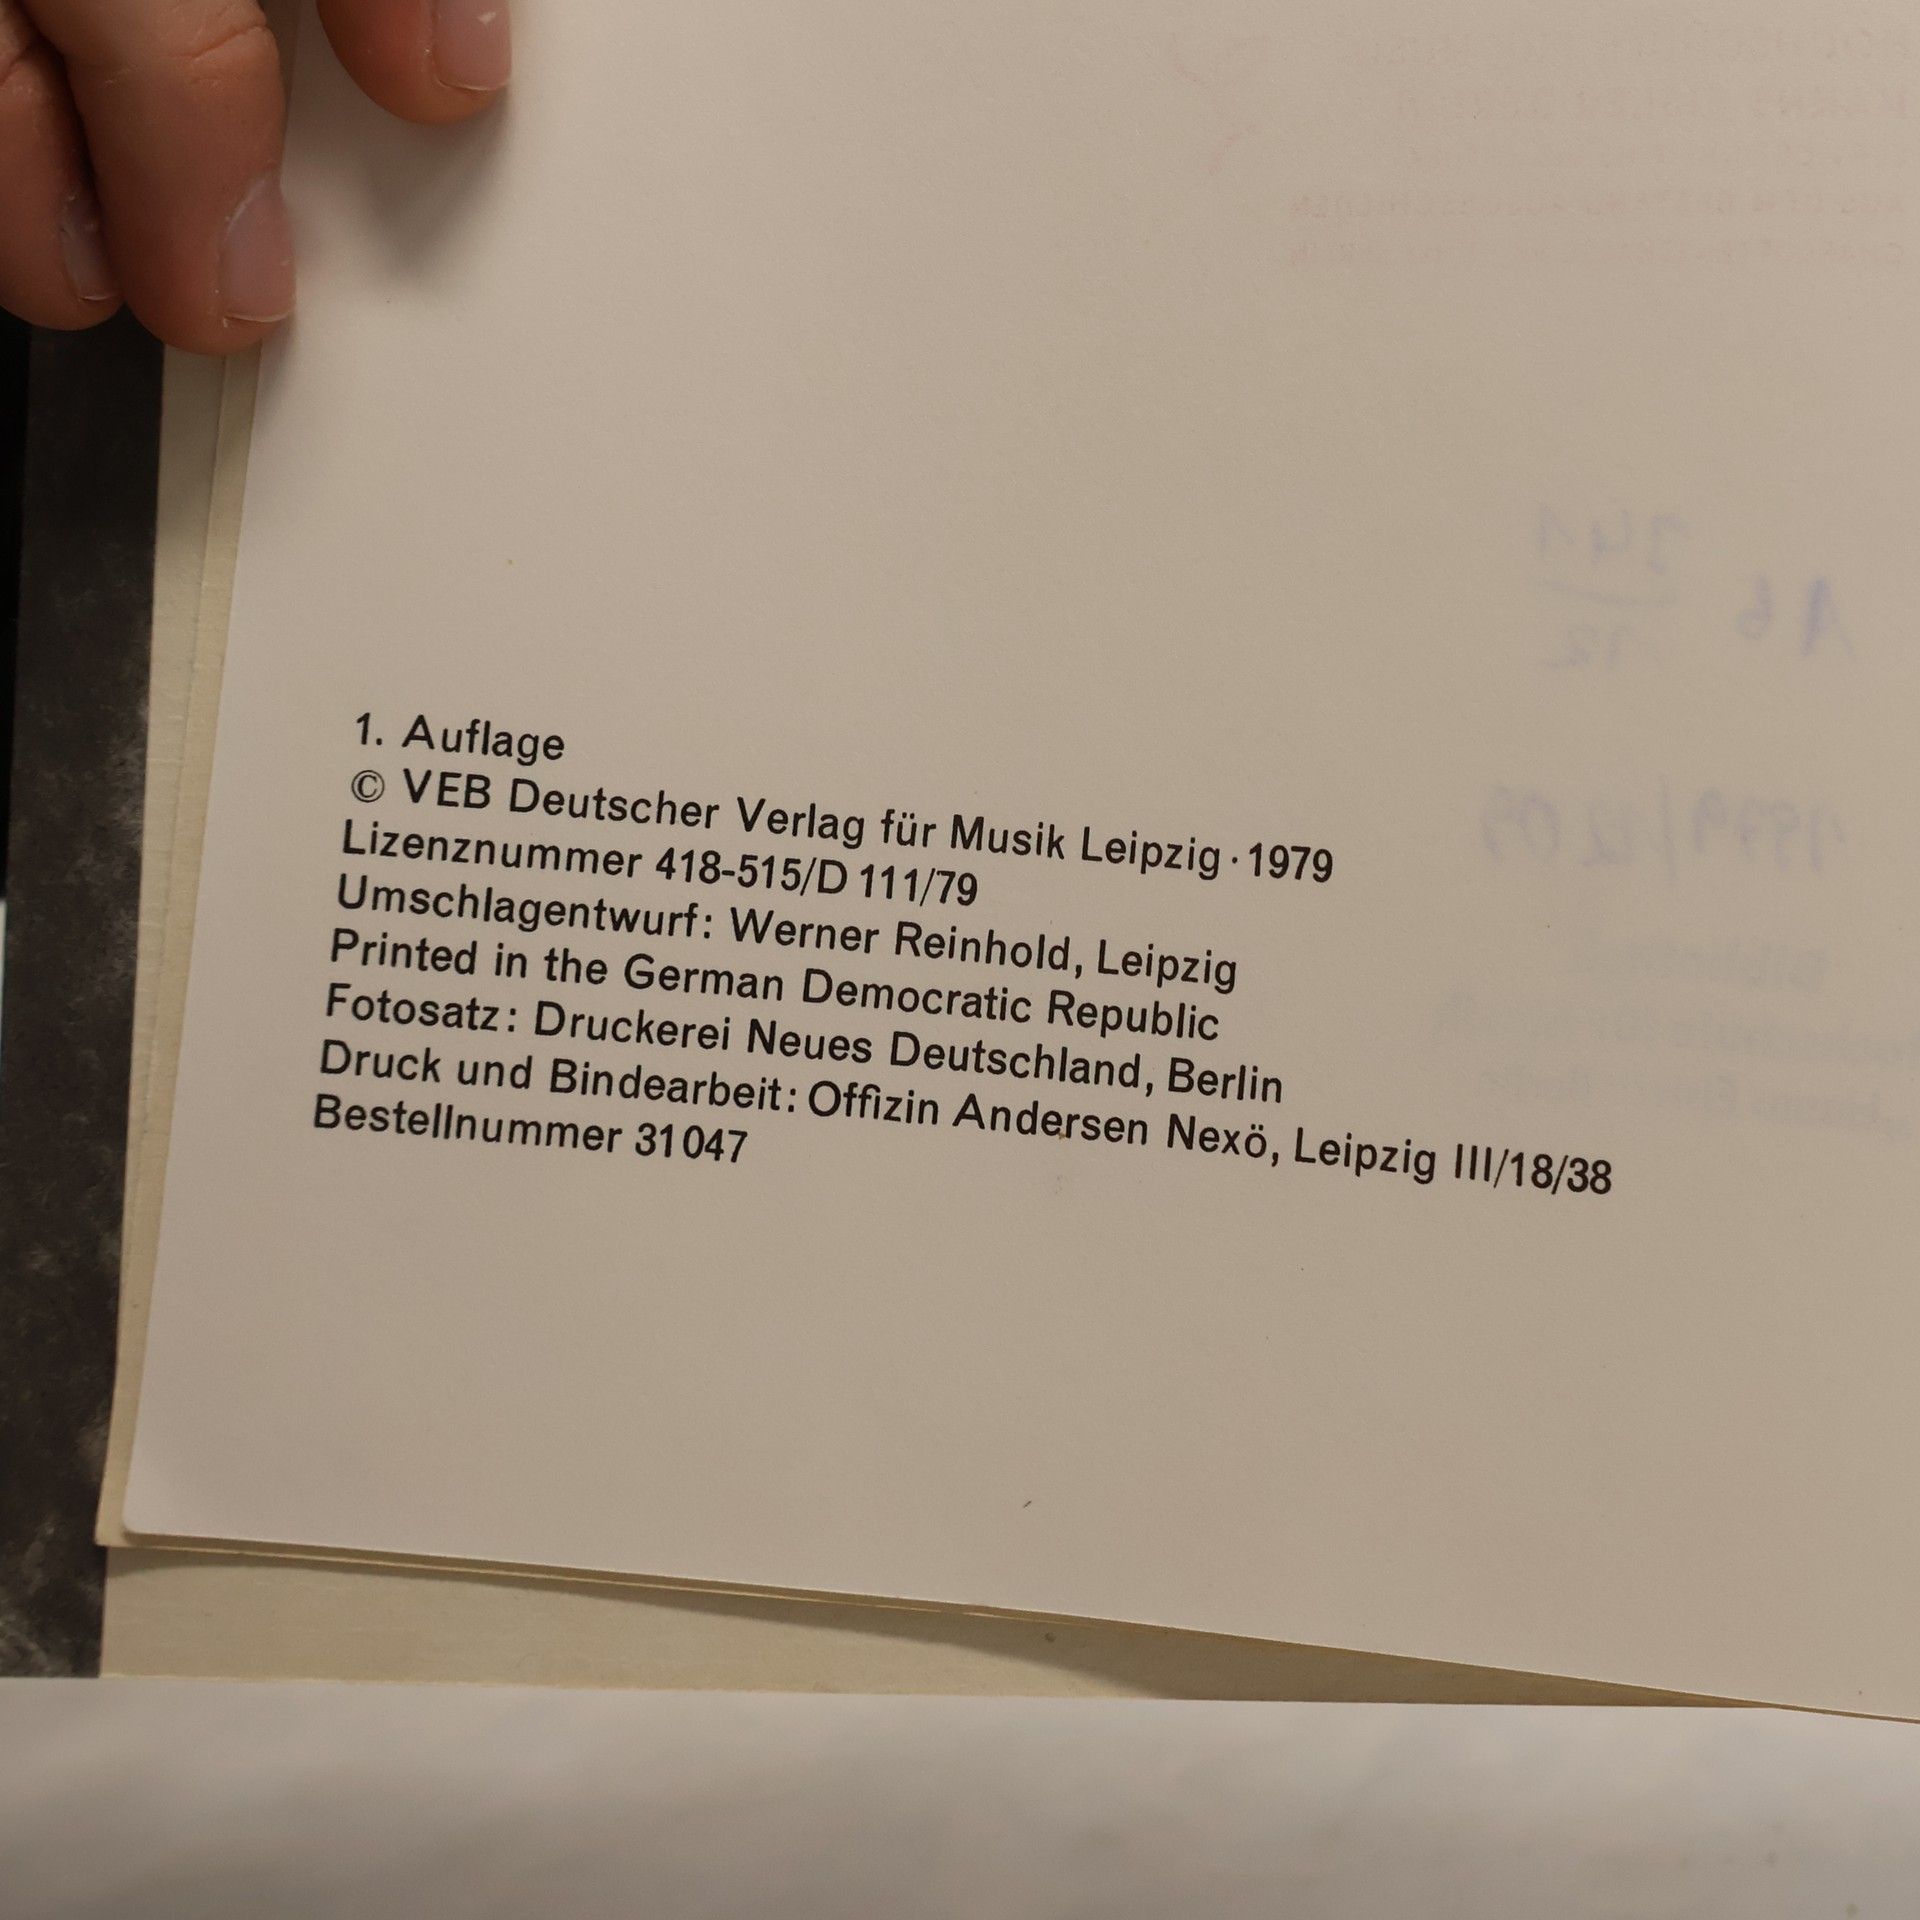 1. Auflage
© VEB Deutscher Verlag für Musik Leipzig · 1979
Lizenznummer 418-515/D 111/79
Umschlagentwurf: Werner Reinhold, Leipzig
Printed in the German Democratic Republic
Fotosatz: Druckerei Neues Deutschland, Berlin
Druck und Bindearbeit: Offizin Andersen Nexö, Leipzig III/18/38
Bestellnummer 31 047